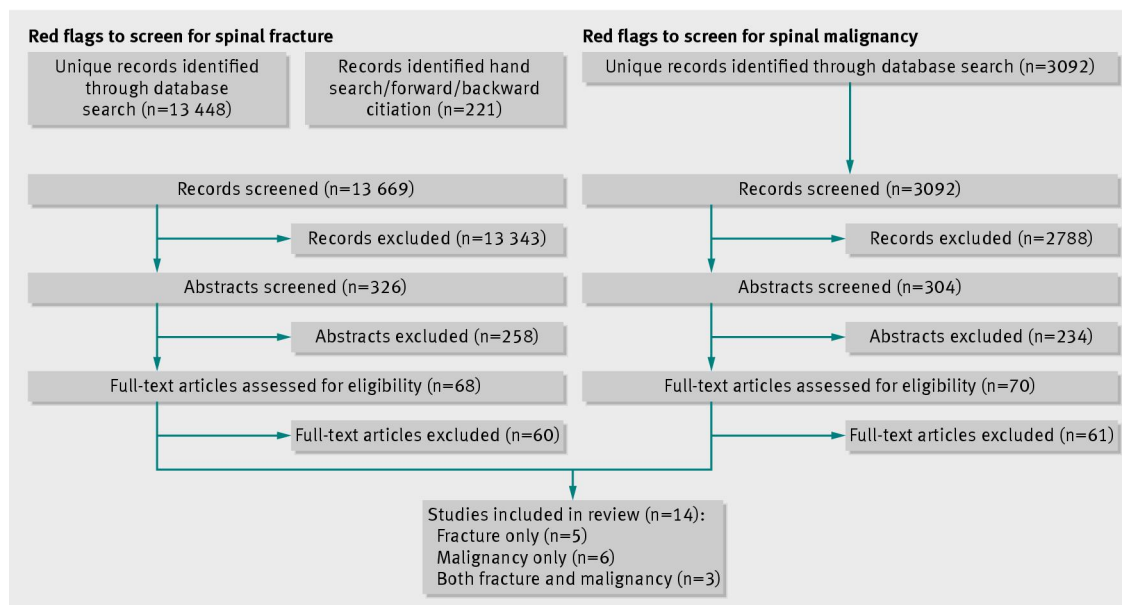 Red flags to screen for spinal fracture
Unique records identified
through database
search (n=13 448)
Records identified hand
search/forward/backward
citiation (n=221)
Records screened (n=13 669)
Records excluded (n=13 343)
Abstracts screened (n=326)
Abstracts excluded (n=258)
Full-text articles assessed for eligibility (n=68)
Full-text articles excluded (n=60)
Red flags to screen for spinal malignancy
Unique records identified through database search (n=3092)
Records screened (n=3092)
Records excluded (n=2788)
Abstracts screened (n=304)
Abstracts excluded (n=234)
Full-text articles assessed for eligibility (n=70)
Full-text articles excluded (n=61)
Studies included in review (n=14):
Fracture only (n=5)
Malignancy only (n=6)
Both fracture and malignancy (n=3)